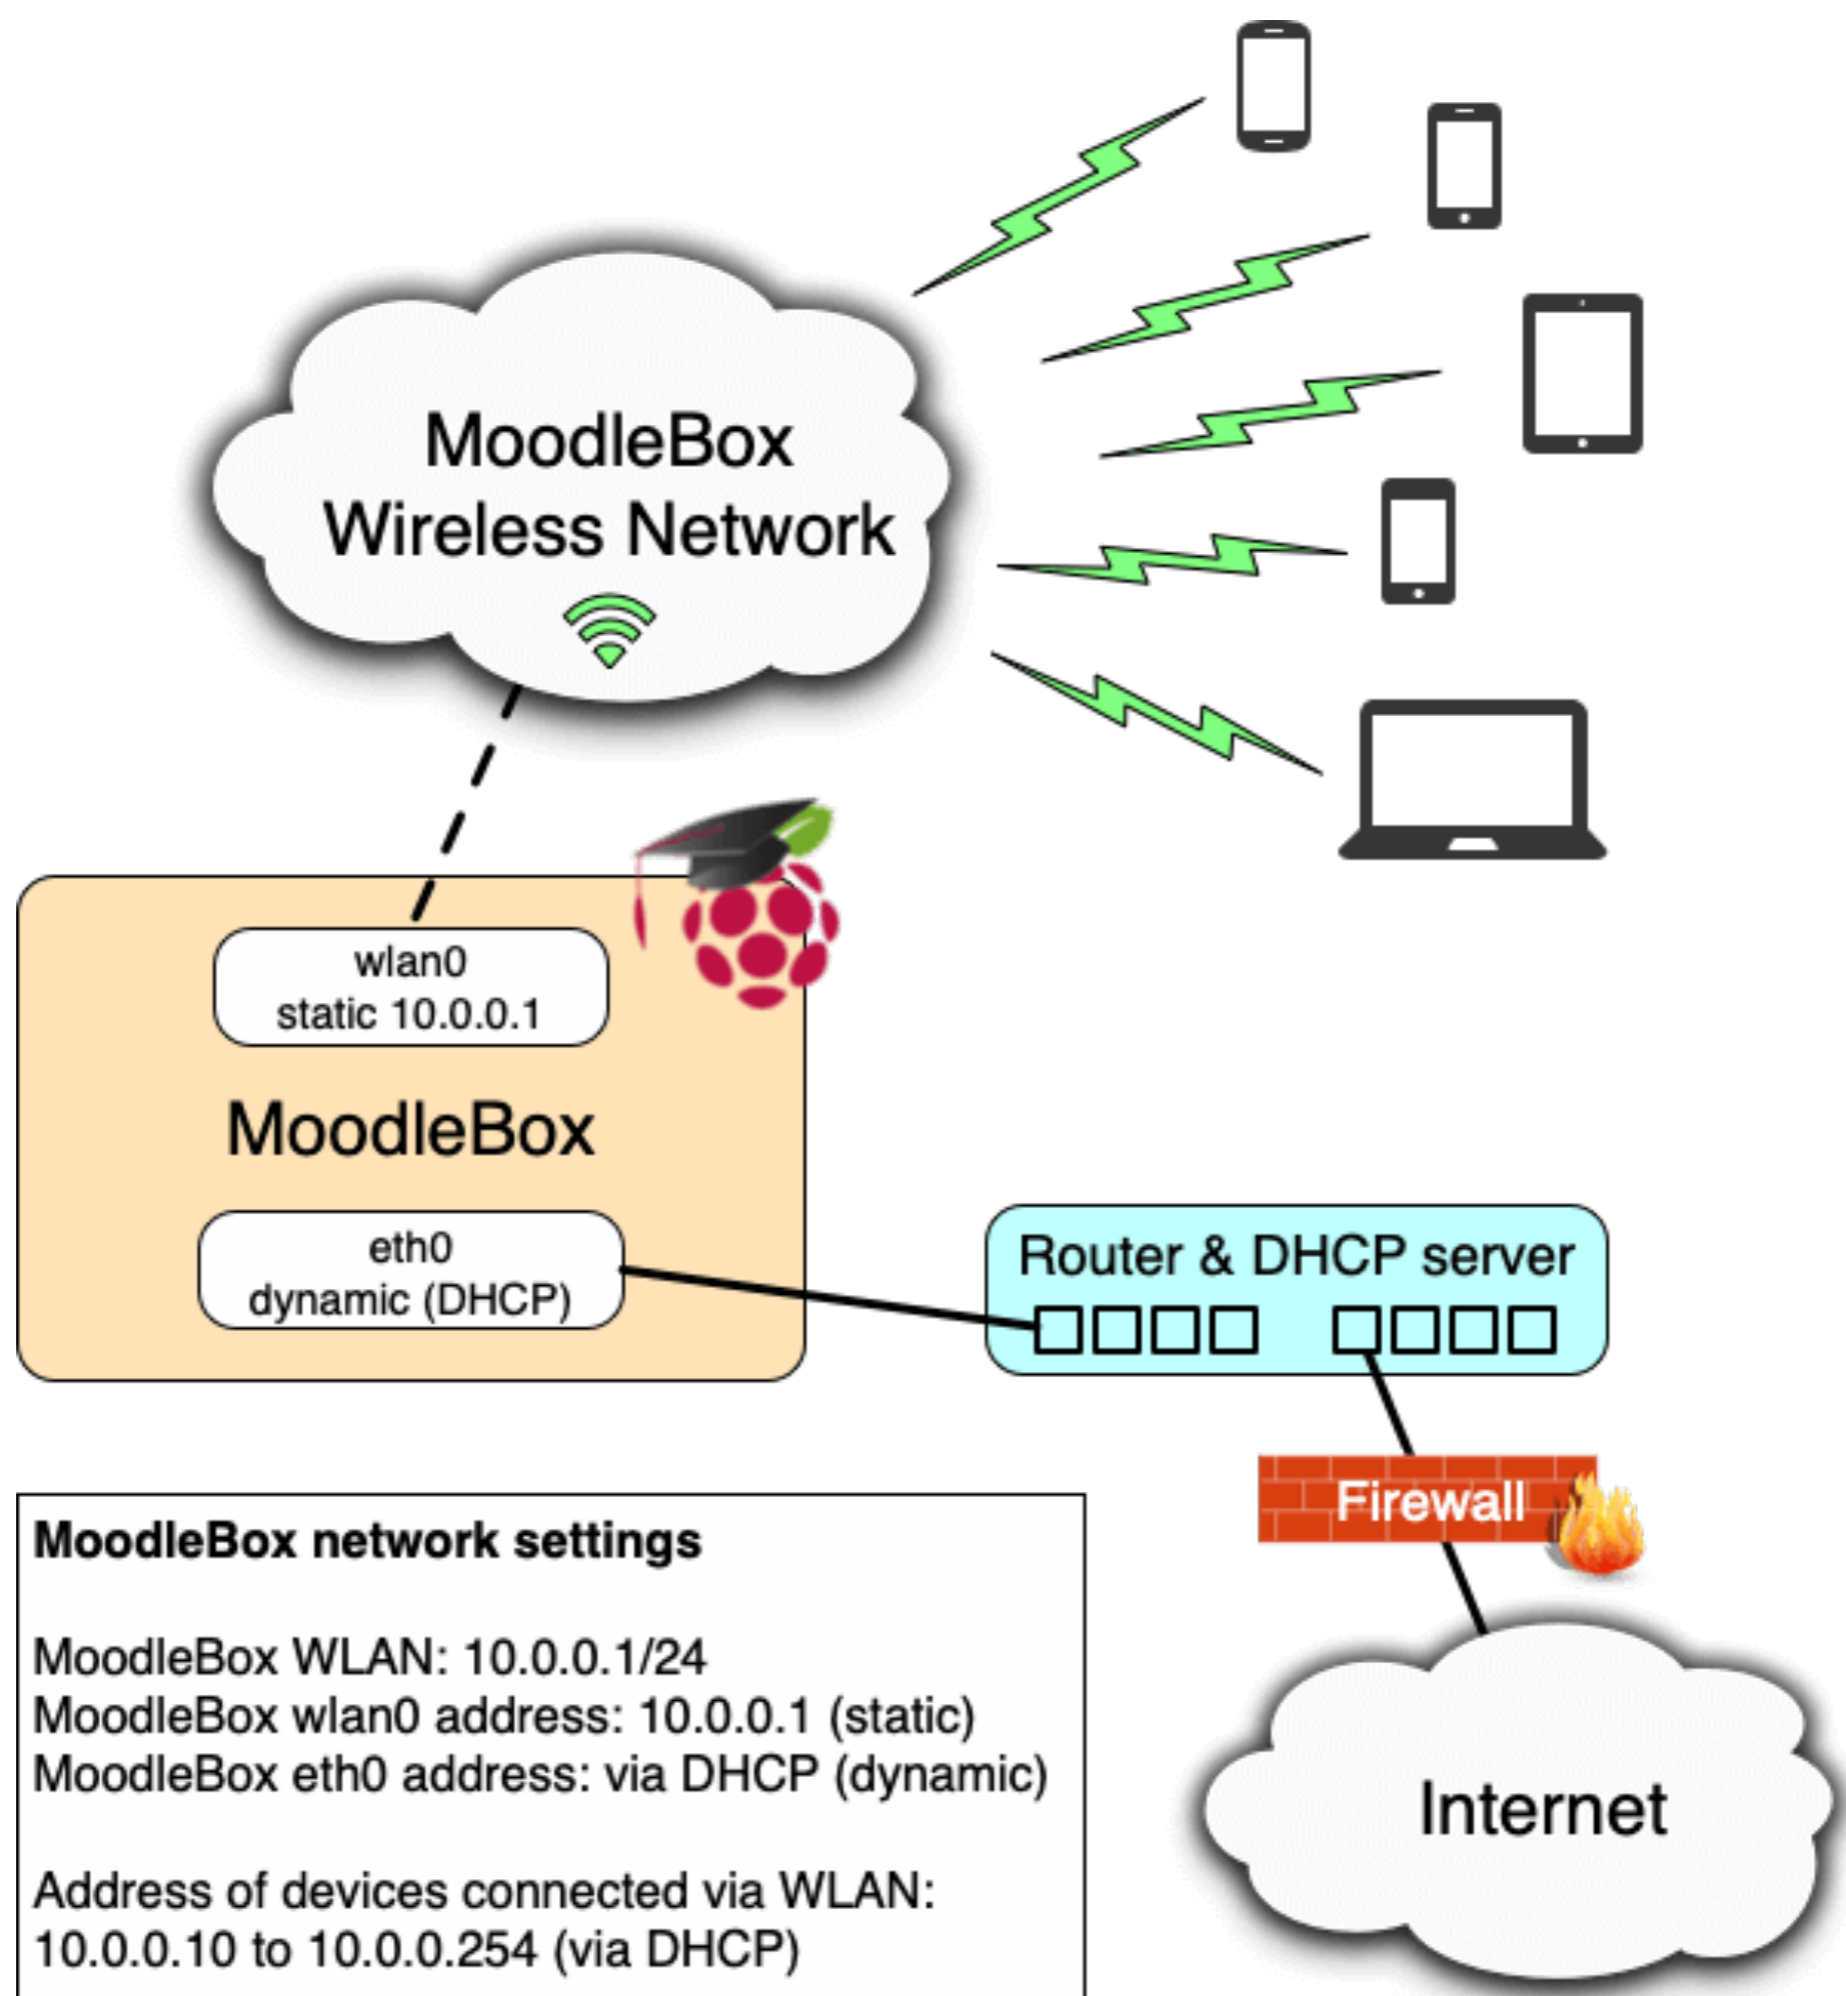 MoodleBox
Wireless Network
wlan0
static 10.0.0.1
MoodleBox
eth0
dynamic (DHCP)
Router & DHCP server
Firewall
Internet
MoodleBox network settings
MoodleBox WLAN: 10.0.0.1/24
MoodleBox wlan0 address: 10.0.0.1 (static)
MoodleBox eth0 address: via DHCP (dynamic)
Address of devices connected via WLAN:
10.0.0.10 to 10.0.0.254 (via DHCP)